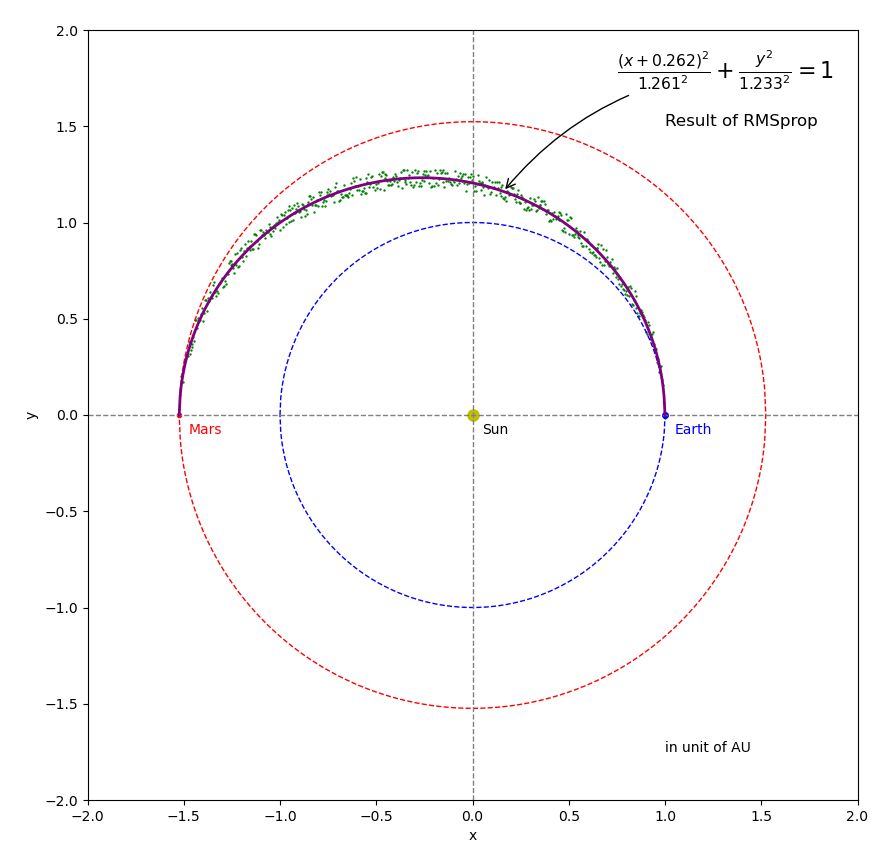 2.0
(x + 0.262)² / 1.261² + y² / 1.233² = 1
Result of RMSprop
1.5
1.0
0.5
0.0
Mars
Sun
Earth
−0.5
−1.0
−1.5
in unit of AU
−2.0
−2.0 −1.5 −1.0 −0.5 0.0 0.5 1.0 1.5 2.0
x
y